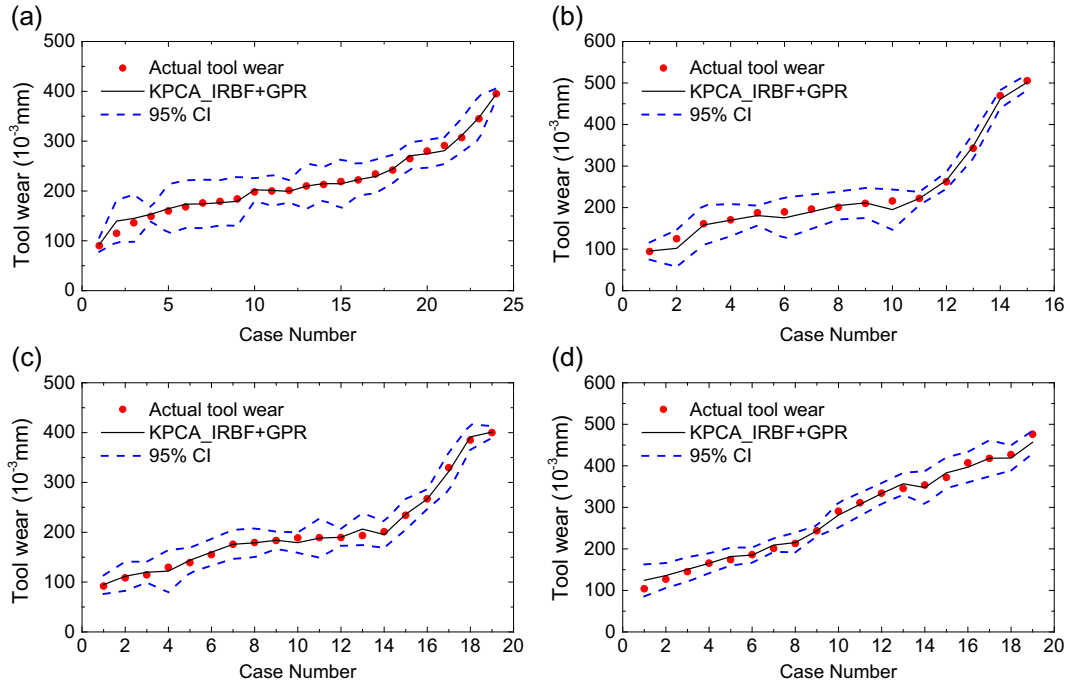 (a)
500
400
300
200
100
0
Tool wear (10⁻³mm)
Actual tool wear
KPCA_IRBF+GPR
95% CI
0 5 10 15 20 25
Case Number
(b)
600
500
400
300
200
100
0
Tool wear (10⁻³mm)
Actual tool wear
KPCA_IRBF+GPR
95% CI
0 2 4 6 8 10 12 14 16
Case Number
(c)
500
400
300
200
100
0
Tool wear (10⁻³mm)
Actual tool wear
KPCA_IRBF+GPR
95% CI
0 2 4 6 8 10 12 14 16 18 20
Case Number
(d)
600
500
400
300
200
100
0
Tool wear (10⁻³mm)
Actual tool wear
KPCA_IRBF+GPR
95% CI
0 2 4 6 8 10 12 14 16 18 20
Case Number